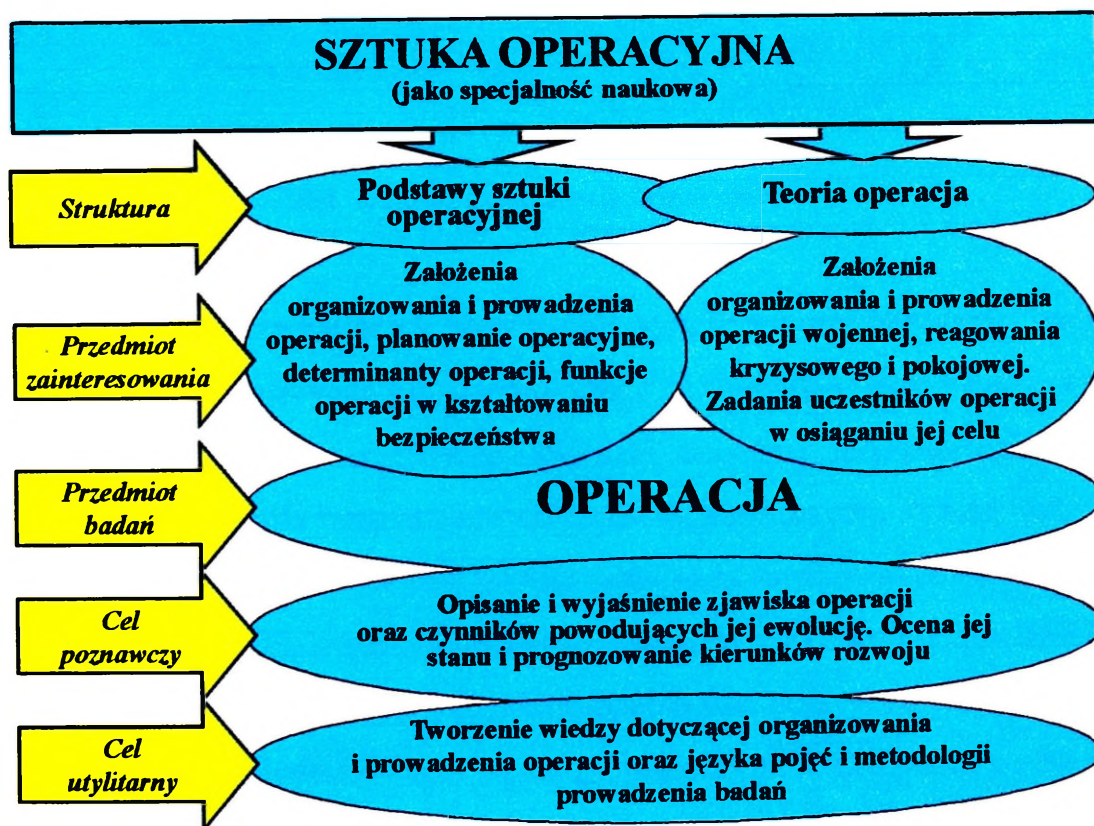 SZTUKA OPERACYJNA
(jako specjalność naukowa)
Struktura
Podstawy sztuki
operacyjnej
Teoria operacja
Przedmiot
zainteresowania
Założenia
organizowania i prowadzenia
operacji, planowanie operacyjne,
determinanty operacji, funkcje
operacji w kształtowaniu
bezpieczeństwa
Założenia
organizowania i prowadzenia
operacji wojennej, reagowania
kryzysowego i pokojowej.
Zadania uczestników operacji
w osiąganiu jej celu
Przedmiot
badań
OPERACJA
Cel
poznawczy
Opisanie i wyjaśnienie zjawiska operacji
oraz czynników powodujących jej ewolucję. Ocena jej
stanu i prognozowanie kierunków rozwoju
Cel
utylitarny
Tworzenie wiedzy dotyczącej organizowania
i prowadzenia operacji oraz języka pojęć i metodologii
prowadzenia badań